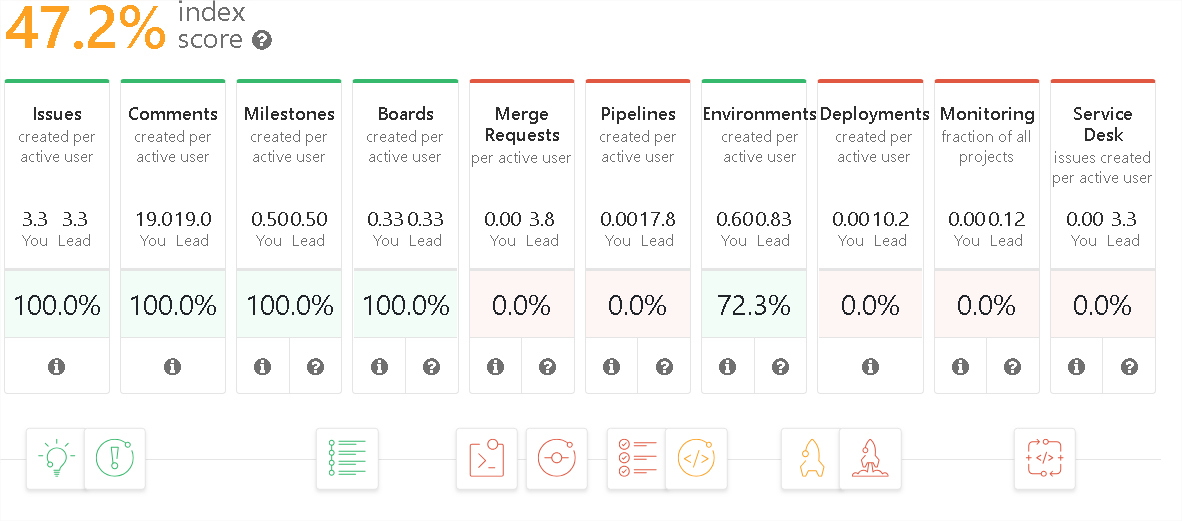 47.2% index
score
Issues
created per
active user
3.3 3.3
You Lead
100.0%
Comments
created per
active user
19.0 19.0
You Lead
100.0%
Milestones
created per
active user
0.50 0.50
You Lead
100.0%
Boards
created per
active user
0.33 0.33
You Lead
100.0%
Merge
Requests
per active user
0.00 3.8
You Lead
0.0%
Pipelines
created per
active user
0.00 17.8
You Lead
0.0%
Environments
created per
active user
0.60 0.83
You Lead
72.3%
Deployments
created per
active user
0.00 10.2
You Lead
0.0%
Monitoring
fraction of all
projects
0.00 0.12
You Lead
0.0%
Service
Desk
issues created
per active user
0.00 3.3
You Lead
0.0%